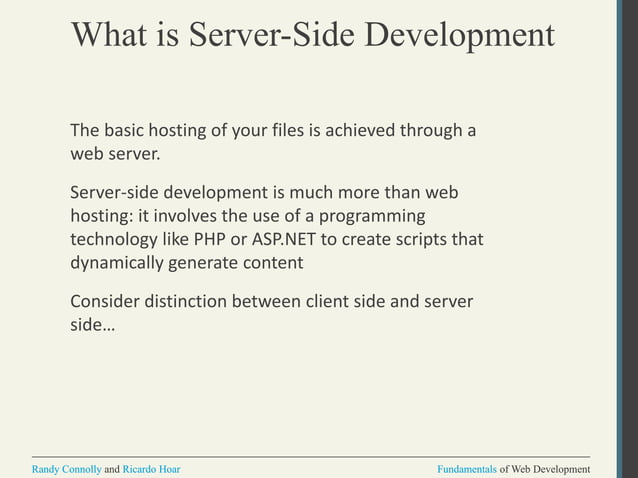 What is Server-Side Development
The basic hosting of your files is achieved through a
web server.
Server-side development is much more than web
hosting: it involves the use of a programming
technology like PHP or ASP.NET to create scripts that
dynamically generate content
Consider distinction between client side and server
side…
Randy Connolly and Ricardo Hoar
Fundamentals of Web Development